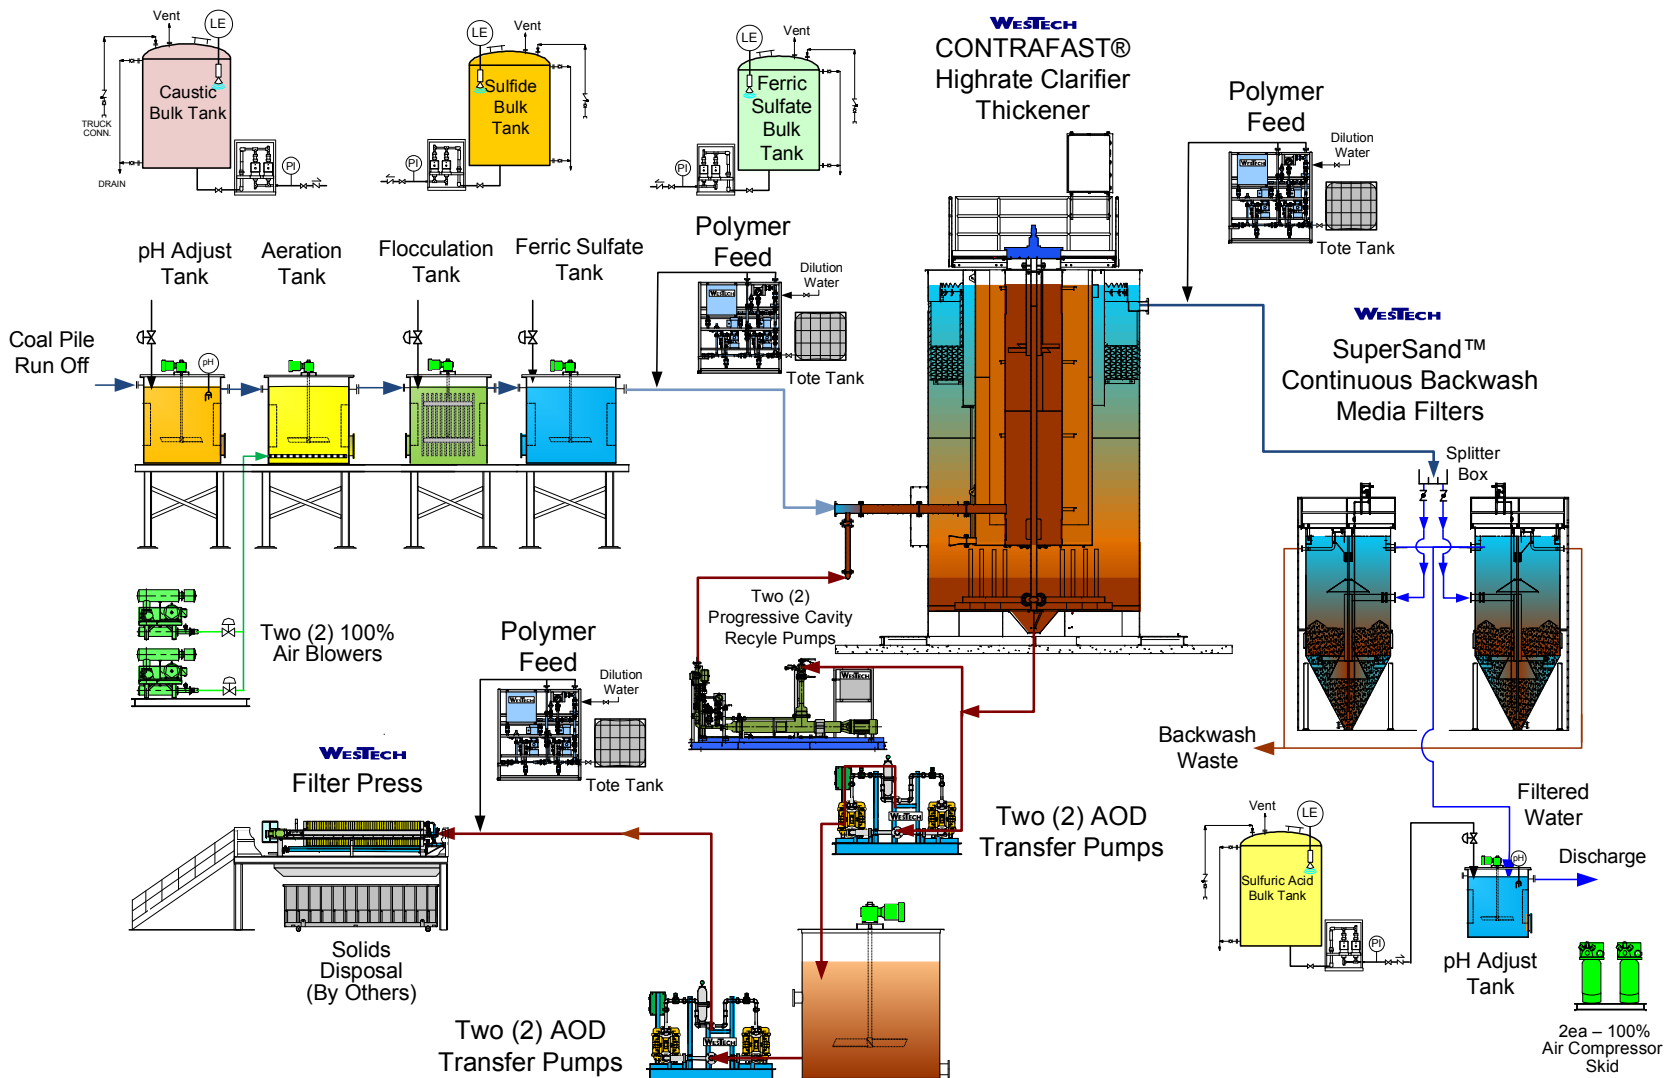 Vent
LE
Caustic
Bulk Tank
TRUCK
CONN.
DRAIN
PI
LE
Vent
Sulfide
Bulk
Tank
PI
LE
Vent
Ferric
Sulfate
Bulk
Tank
PI
WESTECH
CONTRAFAST®
Highrate Clarifier
Thickener
Polymer
Feed
Dilution
Water
WESTECH
Tote Tank
pH Adjust
Tank
Aeration
Tank
Flocculation
Tank
Ferric Sulfate
Tank
Polymer
Feed
Dilution
Water
WESTECH
Tote Tank
Coal Pile
Run Off
pH
WESTECH
SuperSand™
Continuous Backwash
Media Filters
Splitter
Box
Two (2) 100%
Air Blowers
Two (2)
Progressive Cavity
Recyle Pumps
WESTECH
Polymer
Feed
Dilution
Water
WESTECH
Tote Tank
WESTECH
Filter Press
Solids
Disposal
(By Others)
Backwash
Waste
Filtered
Water
Two (2) AOD
Transfer Pumps
WESTECH
Vent
LE
Sulfuric Acid
Bulk Tank
PI
pH
Discharge
pH Adjust
Tank
Two (2) AOD
Transfer Pumps
WESTECH
2ea – 100%
Air Compressor
Skid